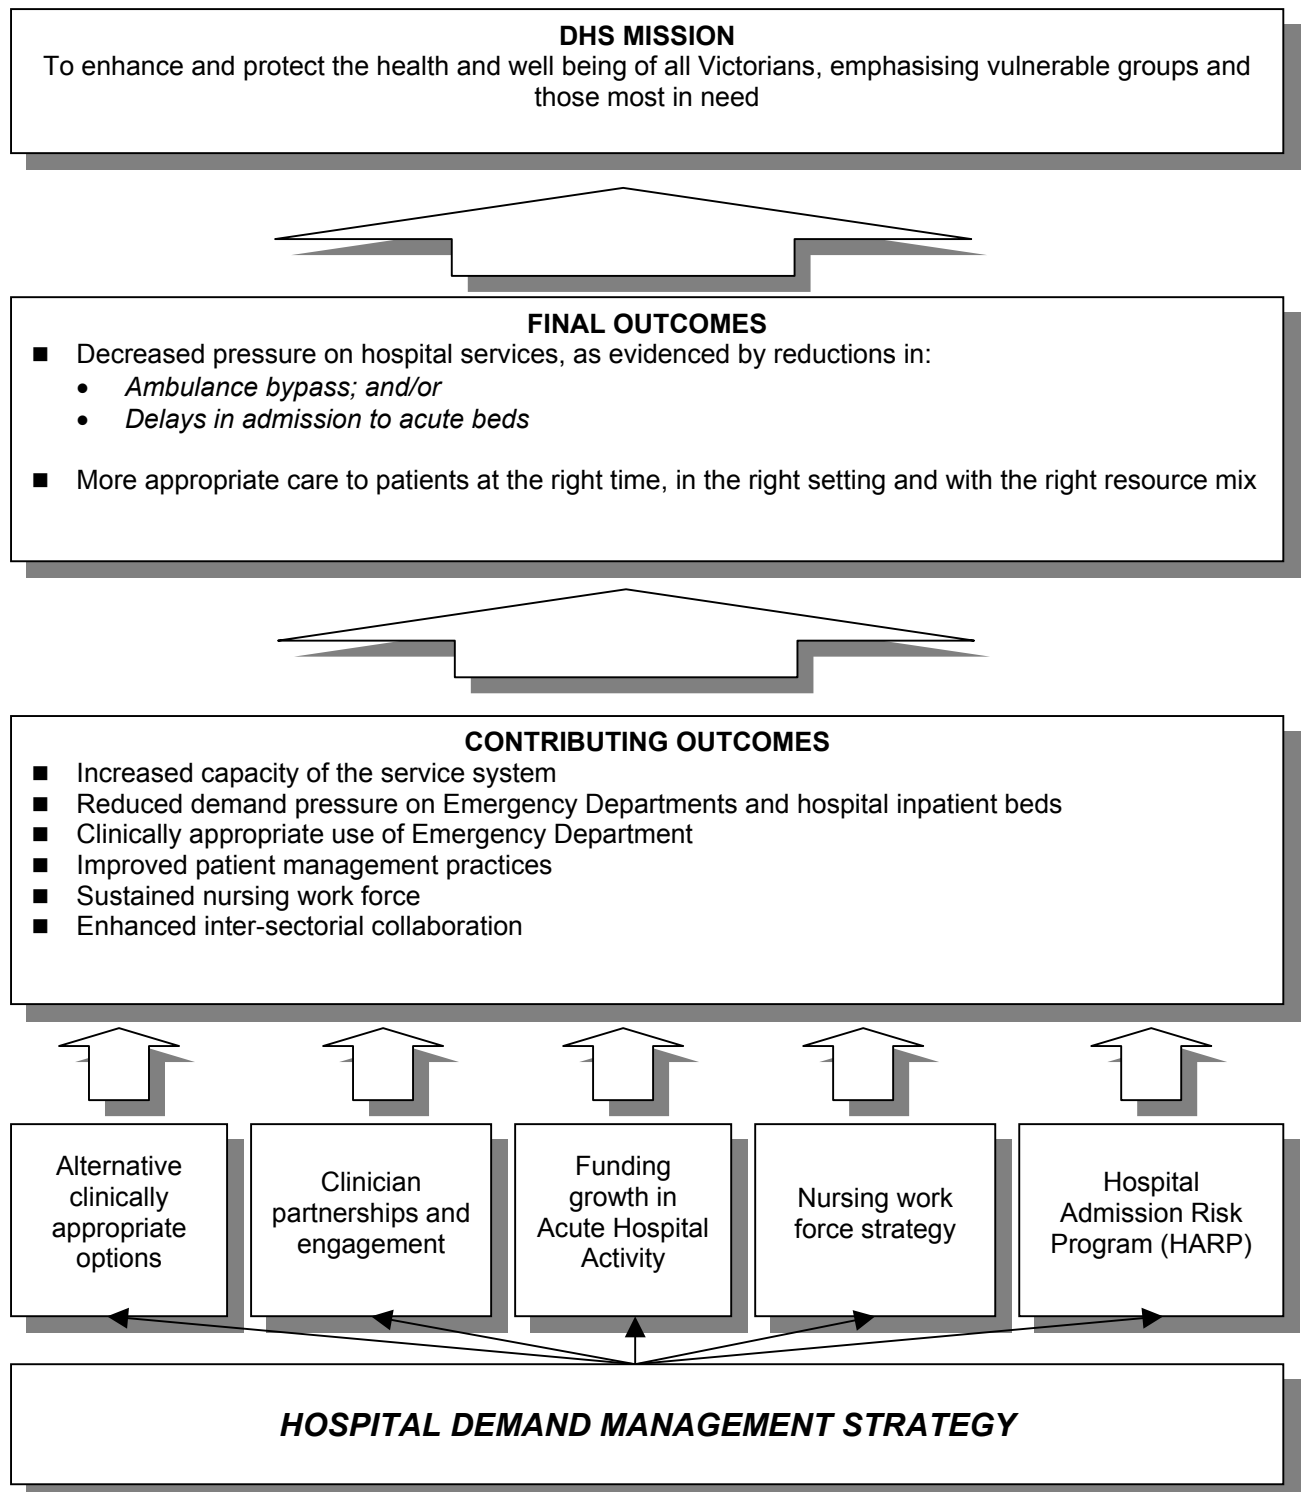 DHS MISSION
To enhance and protect the health and well being of all Victorians, emphasising vulnerable groups and
those most in need
FINAL OUTCOMES
■ Decreased pressure on hospital services, as evidenced by reductions in:
• Ambulance bypass; and/or
• Delays in admission to acute beds
■ More appropriate care to patients at the right time, in the right setting and with the right resource mix
CONTRIBUTING OUTCOMES
■ Increased capacity of the service system
■ Reduced demand pressure on Emergency Departments and hospital inpatient beds
■ Clinically appropriate use of Emergency Department
■ Improved patient management practices
■ Sustained nursing work force
■ Enhanced inter-sectorial collaboration
Alternative
clinically
appropriate
options
Clinician
partnerships and
engagement
Funding
growth in
Acute Hospital
Activity
Nursing work
force strategy
Hospital
Admission Risk
Program (HARP)
HOSPITAL DEMAND MANAGEMENT STRATEGY